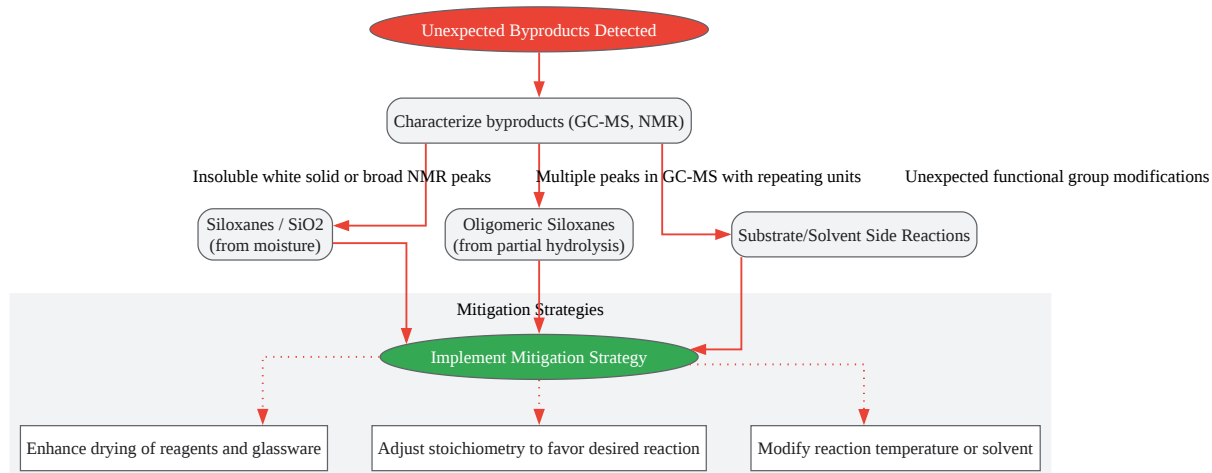 Unexpected Byproducts Detected
Characterize byproducts (GC-MS, NMR)
Insoluble white solid or broad NMR peaks
Multiple peaks in GC-MS with repeating units
Unexpected functional group modifications
Siloxanes / SiO2
(from moisture)
Oligomeric Siloxanes
(from partial hydrolysis)
Substrate/Solvent Side Reactions
Mitigation Strategies
Implement Mitigation Strategy
Enhance drying of reagents and glassware
Adjust stoichiometry to favor desired reaction
Modify reaction temperature or solvent